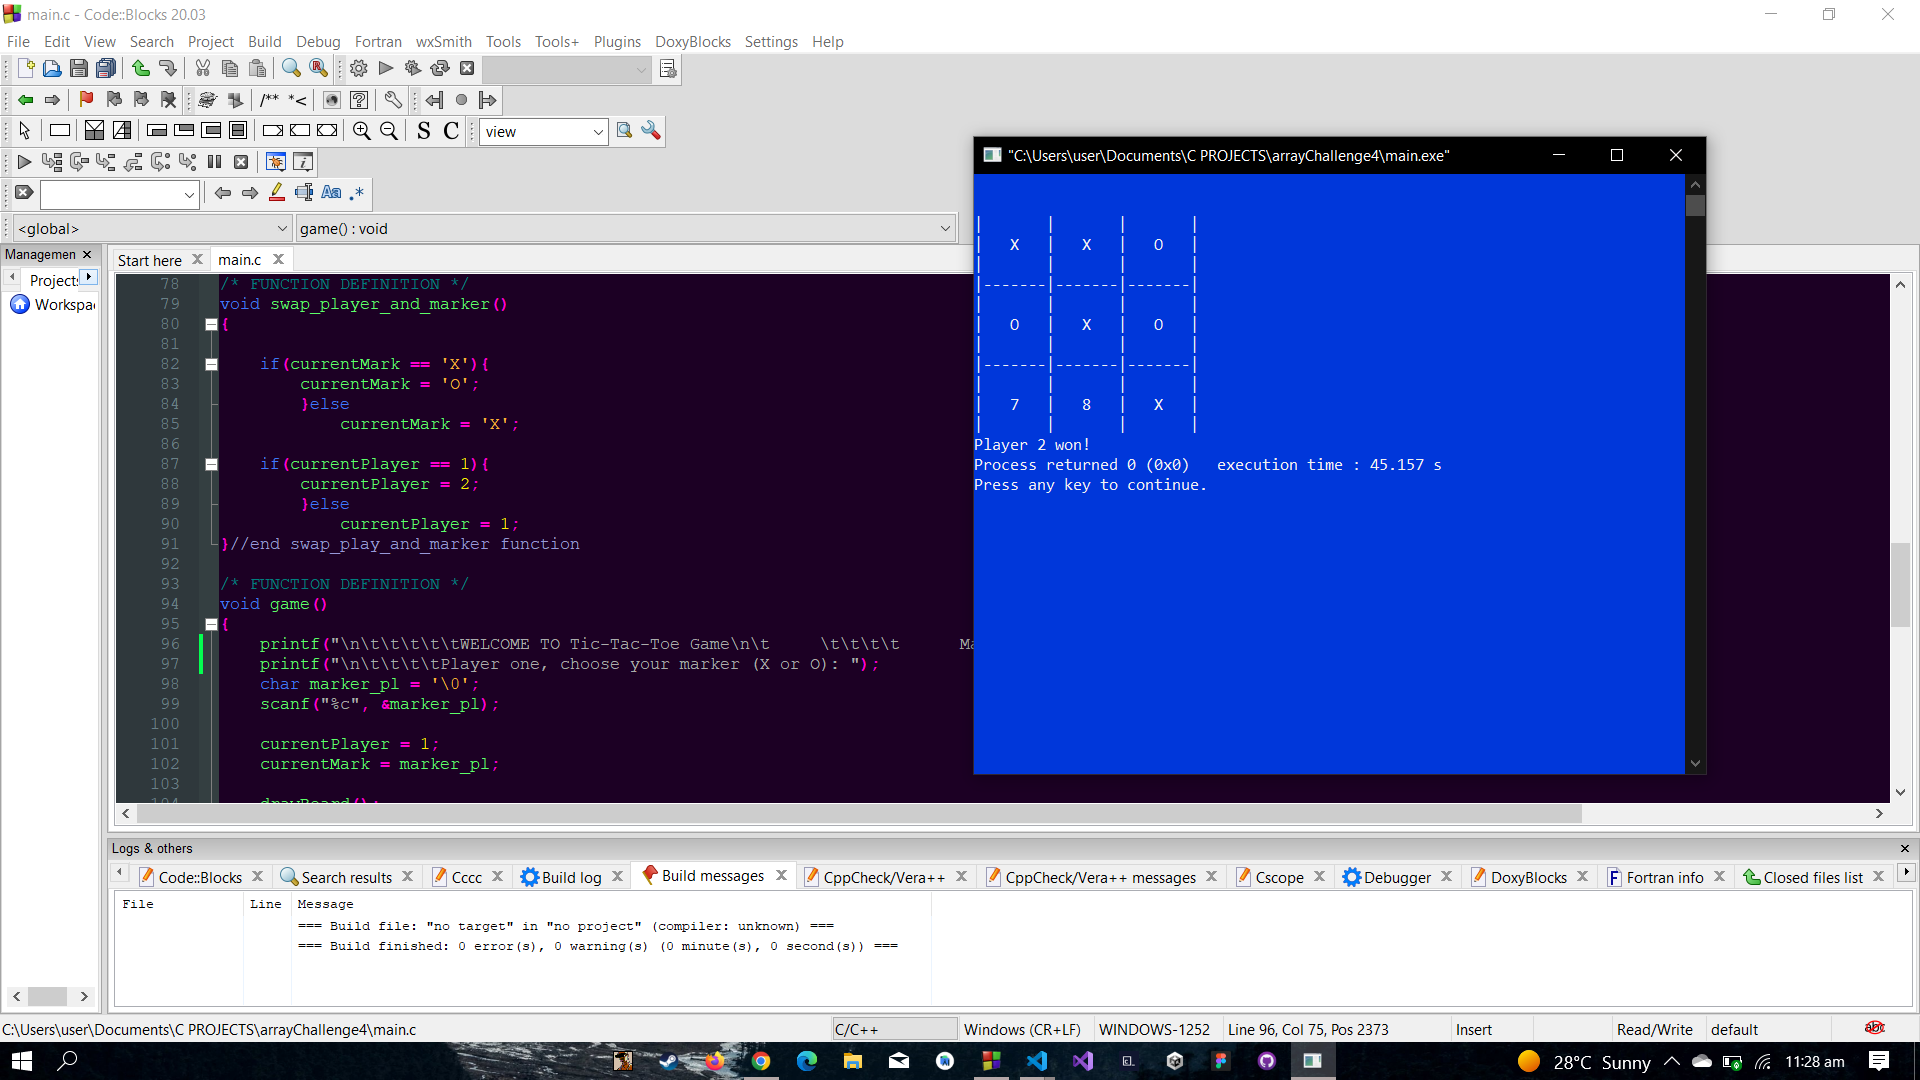 main.c - Code::Blocks 20.03
File Edit View Search Project Build Debug Fortran wxSmith Tools Tools+ Plugins DoxyBlocks Settings Help
/** *<
S C view
Aa .*
<global> game() : void
Managemen
Projects
Workspa
Start here main.c
78 /* FUNCTION DEFINITION */
79 void swap_player_and_marker()
80 {
81
82 if(currentMark == 'X'){
83 currentMark = 'O';
84 }else
85 currentMark = 'X';
86
87 if(currentPlayer == 1){
88 currentPlayer = 2;
89 }else
90 currentPlayer = 1;
91 }//end swap_play_and_marker function
92
93 /* FUNCTION DEFINITION */
94 void game()
95 {
96 printf("\n\t\t\t\t\tWELCOME TO Tic-Tac-Toe Game\n\t \t\t\t\t Ma
97 printf("\n\t\t\t\tPlayer one, choose your marker (X or O): ");
98 char marker_pl = '\0';
99 scanf("%c", &marker_pl);
100
101 currentPlayer = 1;
102 currentMark = marker_pl;
103
104 drawBoard();
"C:\Users\user\Documents\C PROJECTS\arrayChallenge4\main.exe"
| | | |
| X | X | O |
| | | |
|-------|-------|-------|
| | | |
| O | X | O |
| | | |
|-------|-------|-------|
| | | |
| 7 | 8 | X |
| | | |
Player 2 won!
Process returned 0 (0x0) execution time : 45.157 s
Press any key to continue.
Logs & others
Code::Blocks Search results Cccc Build log Build messages CppCheck/Vera++ CppCheck/Vera++ messages Cscope Debugger DoxyBlocks Fortran info Closed files list
File Line Message
=== Build file: "no target" in "no project" (compiler: unknown) ===
=== Build finished: 0 error(s), 0 warning(s) (0 minute(s), 0 second(s)) ===
C:\Users\user\Documents\C PROJECTS\arrayChallenge4\main.c C/C++ Windows (CR+LF) WINDOWS-1252 Line 96, Col 75, Pos 2373 Insert Read/Write default abc
28°C Sunny 11:28 am